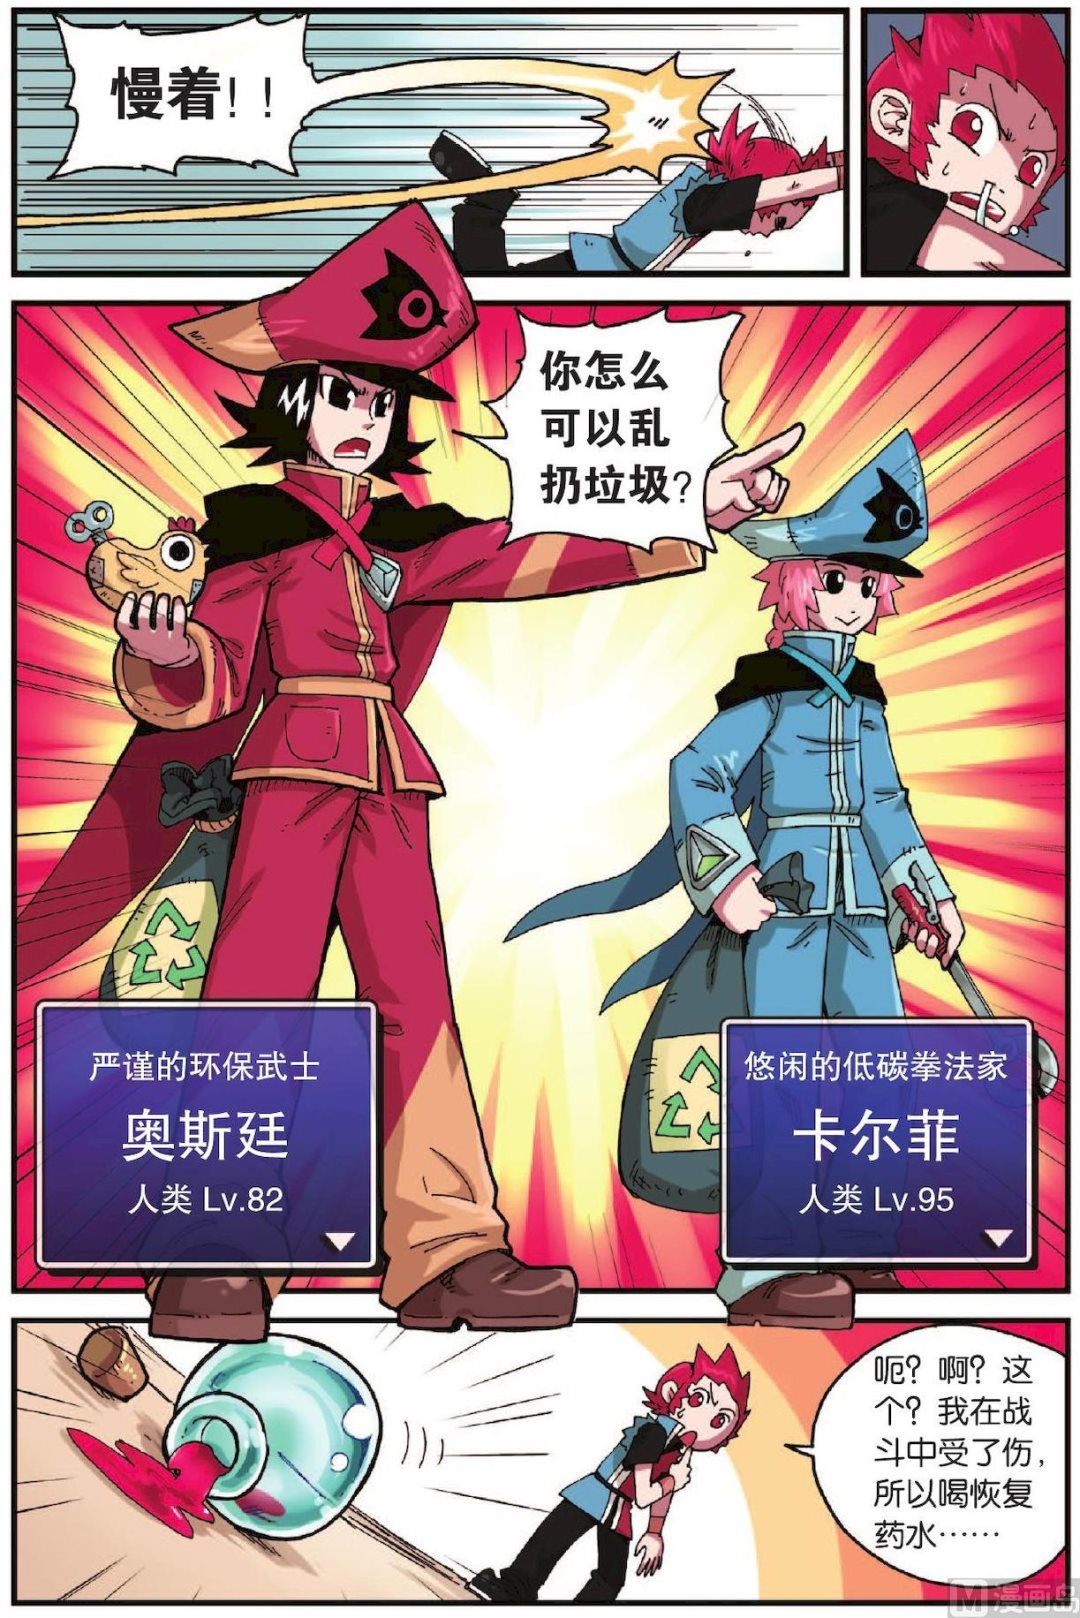 慢着！！
你怎么
可以乱
扔垃圾？
严谨的环保武士
奥斯廷
人类 Lv.82
悠闲的低碳拳法家
卡尔菲
人类 Lv.95
呃？啊？这
个？我在战
斗中受了伤，
所以喝恢复
药水……
M 漫画岛